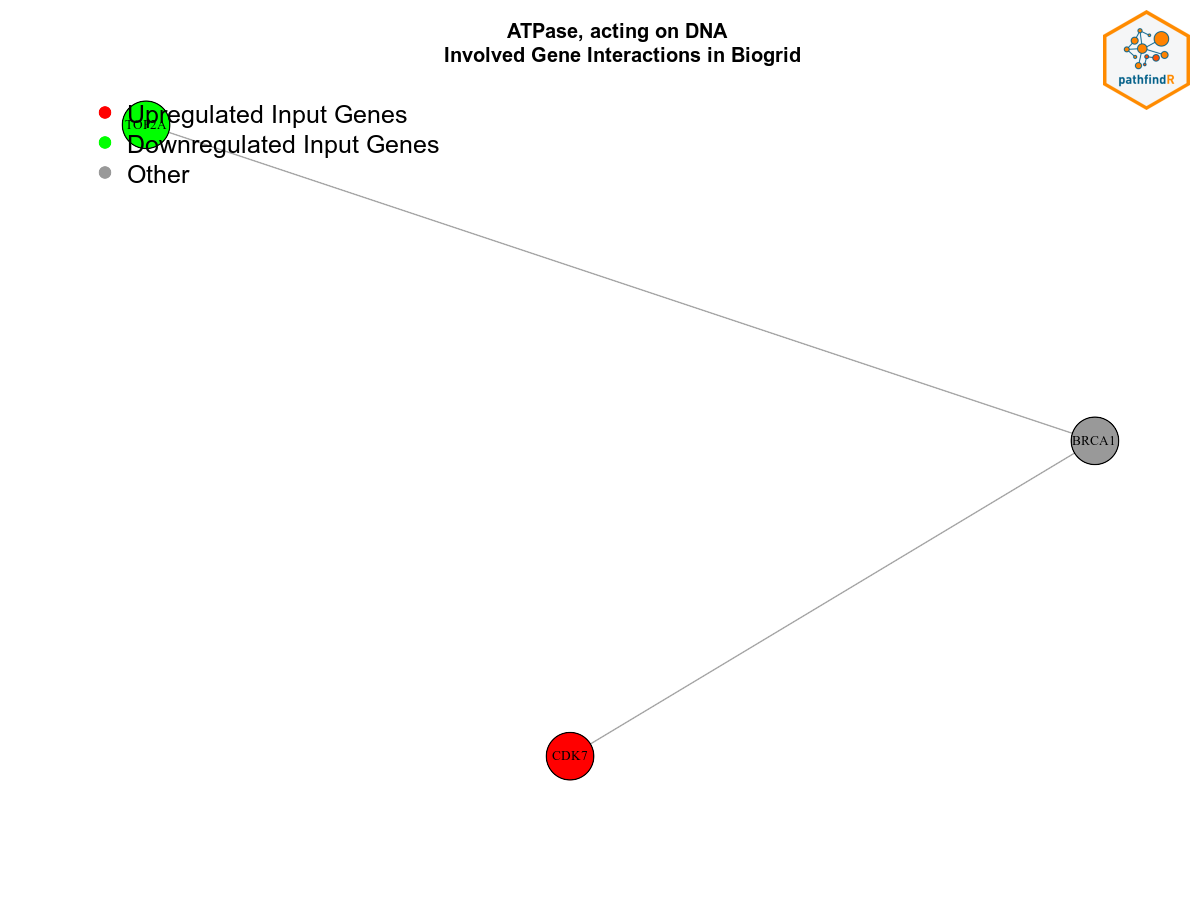 ATPase, acting on DNA
Involved Gene Interactions in Biogrid
pathfindR
Upregulated Input Genes
TOP2A
Downregulated Input Genes
Other
BRCA1
CDK7